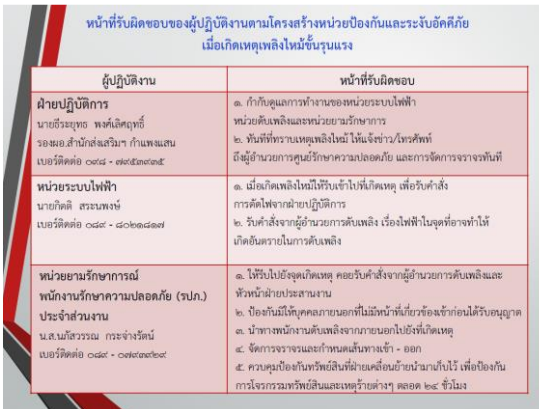 หน้าที่รับผิดชอบของผู้ปฏิบัติงานตามโครงสร้างหน่วยป้องกันและระงับอัคคีภัย
เมื่อเกิดเหตุเพลิงไหม้ขั้นรุนแรง
ผู้ปฏิบัติงาน
หน้าที่รับผิดชอบ
ฝ่ายปฏิบัติการ
นายธีระยุทธ พงค์เลิศฤทธิ์
รองผอ.สำนักส่งเสริมฯ กำแพงแสน
เบอร์ติดต่อ
๑. กำกับดูแลการทำงานของหน่วยระบบไฟฟ้า
หน่วยดับเพลิงและหน่วยยามรักษาการ
๒. ทันทีที่ทราบเหตุเพลิงไหม้ ให้แจ้งข่าว/โทรศัพท์
ถึงผู้อำนวยการศูนย์รักษาความปลอดภัย และการจัดการจราจรทันที
หน่วยระบบไฟฟ้า
นายกิตติ สระนพงษ์
เบอร์ติดต่อ ๐๘๙ - ๘๐๒๑๘๑๗
๑. เมื่อเกิดเพลิงไหม้ให้รีบเข้าไปที่เกิดเหตุ เพื่อรับคำสั่ง
การตัดไฟจากฝ่ายปฏิบัติการ
๒. รับคำสั่งจากผู้อำนวยการดับเพลิง เรื่องไฟฟ้าในจุดที่อาจทำให้
เกิดอันตรายในการดับเพลิง
หน่วยยามรักษาการณ์
พนักงานรักษาความปลอดภัย (รปภ.)
ประจำส่วนงาน
น.ส.นภัสวรรณ กระจ่างรัตน์
เบอร์ติดต่อ
๑. ให้รีบไปยังจุดเกิดเหตุ คอยรับคำสั่งจากผู้อำนวยการดับเพลิงและ
หัวหน้าฝ่ายประสานงาน
๒. ป้องกันมิให้บุคคลภายนอกที่ไม่มีหน้าที่เกี่ยวข้องเข้าก่อนได้รับอนุญาต
๓. นำทางพนักงานดับเพลิงจากภายนอกไปยังที่เกิดเหตุ
๔. จัดการจราจรและกำหนดเส้นทางเข้า - ออก
๕. ควบคุมป้องกันทรัพย์สินที่ฝ่ายเคลื่อนย้ายนำมาเก็บไว้ เพื่อป้องกัน
การโจรกรรมทรัพย์สินและเหตุร้ายต่างๆ ตลอด ๒๔ ชั่วโมง